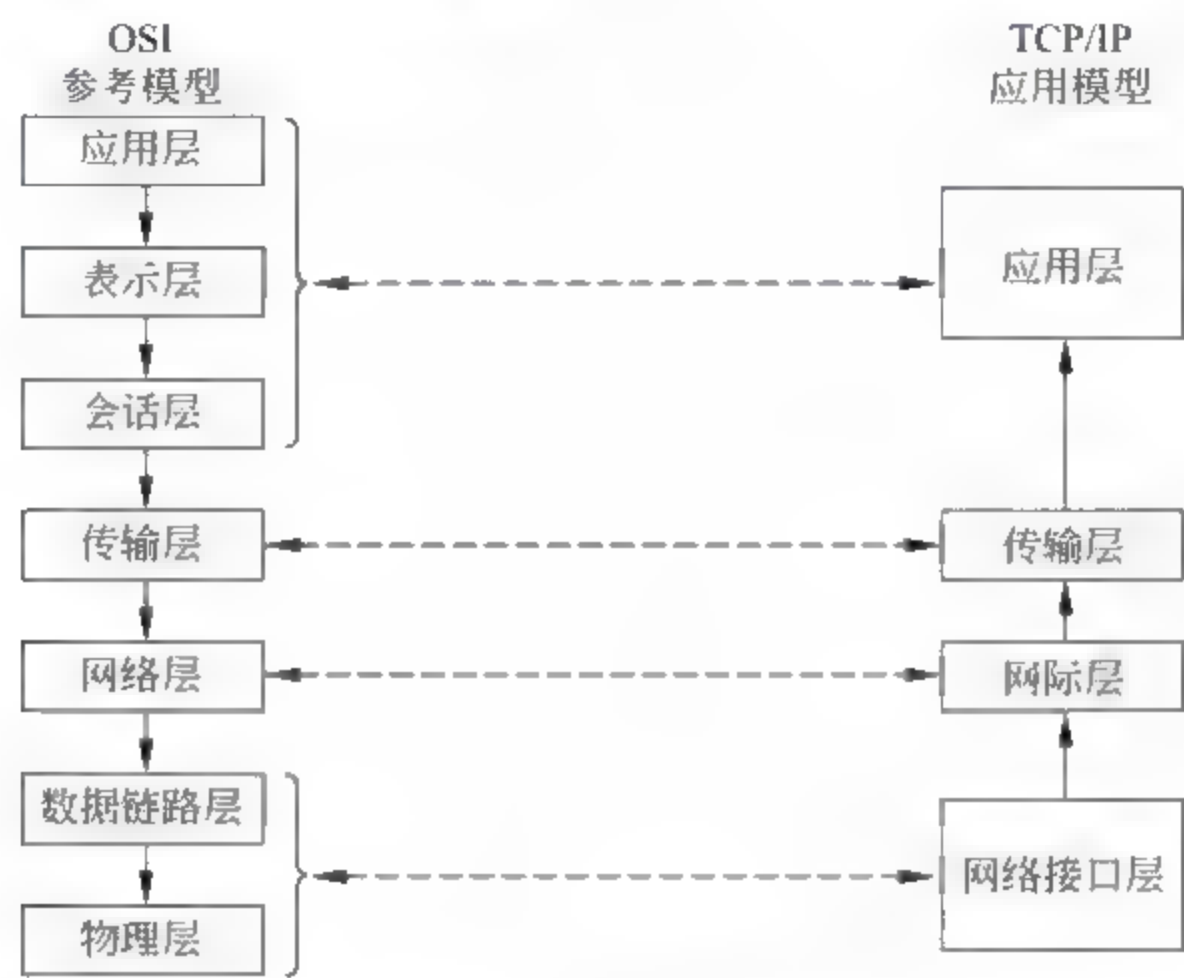 OSI
参考模型
应用层
表示层
会话层
传输层
网络层
数据链路层
物理层
TCP/IP
应用模型
应用层
传输层
网际层
网络接口层